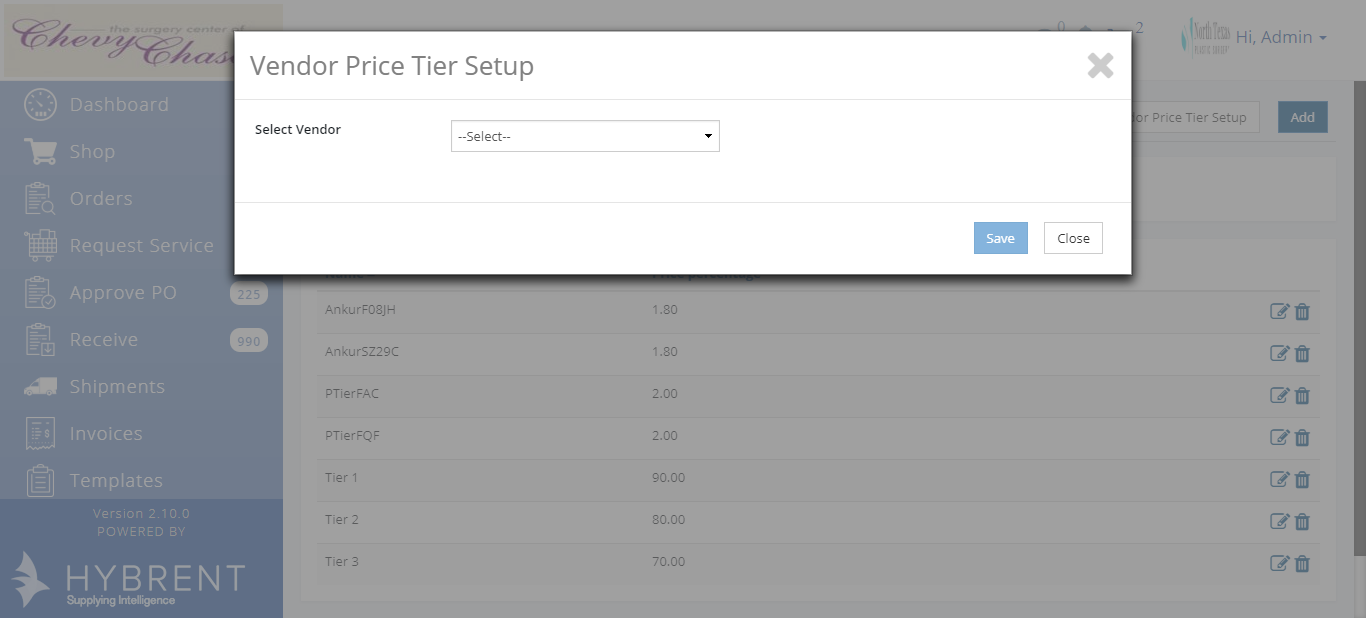 the surgery center of
Chevy Chase
0
2
North Texas
Hi, Admin
Vendor Price Tier Setup
Select Vendor
--Select--
Save
Close
Price Tier Setup
Add
Dashboard
Shop
Orders
Request Service
Approve PO
225
Receive
990
Shipments
Invoices
Templates
Version 2.10.0
POWERED BY
HYBRENT
Supplying Intelligence
Name
Price percentage
AnkurF08JH
1.80
AnkurSZ29C
1.80
PTierFAC
2.00
PTierFQF
2.00
Tier 1
90.00
Tier 2
80.00
Tier 3
70.00